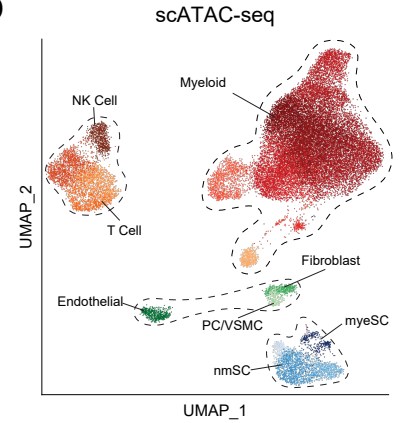 scATAC-seq
Myeloid
NK Cell
T Cell
UMAP_2
Fibroblast
Endothelial
PC/VSMC
myeSC
nmSC
UMAP_1